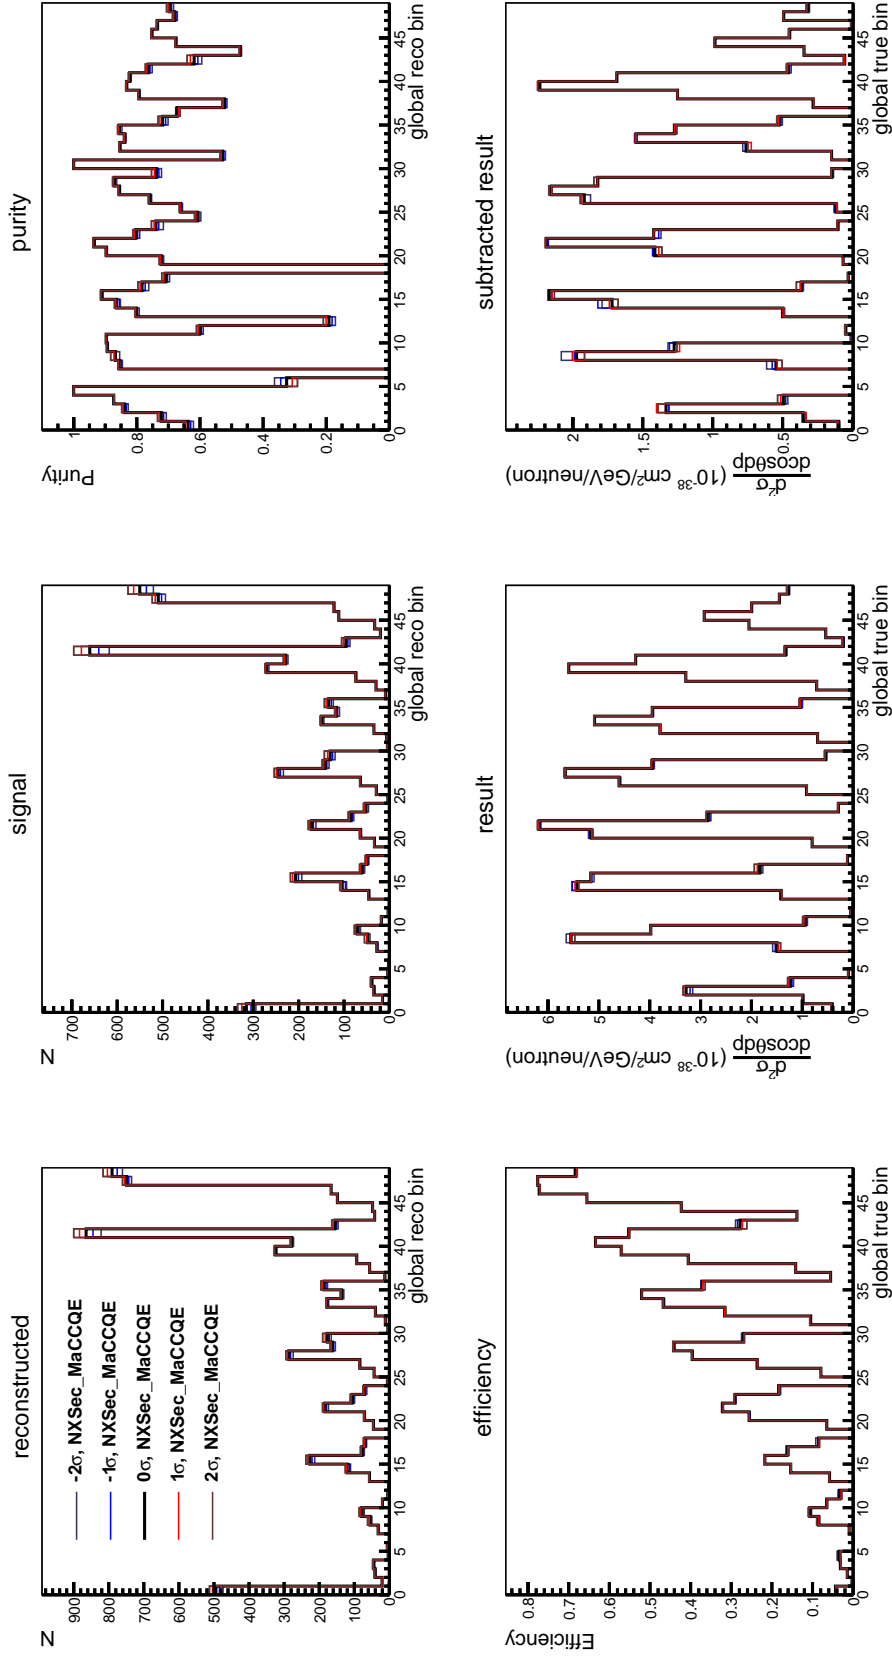 reconstructed
N
900
800
700
600
500
400
300
200
100
0
-2σ, NXSec_MaCCQE
-1σ, NXSec_MaCCQE
0σ, NXSec_MaCCQE
1σ, NXSec_MaCCQE
2σ, NXSec_MaCCQE
0 5 10 15 20 25 30 35 40 45
global reco bin
signal
N
700
600
500
400
300
200
100
0
0 5 10 15 20 25 30 35 40 45
global reco bin
purity
Purity
1
0.8
0.6
0.4
0.2
0
0 5 10 15 20 25 30 35 40 45
global reco bin
efficiency
Efficiency
0.8
0.7
0.6
0.5
0.4
0.3
0.2
0.1
0 5 10 15 20 25 30 35 40 45
global true bin
result
d²σ/dcosθdp (10⁻³⁸ cm²/GeV/neutron)
6
5
4
3
2
1
0
0 5 10 15 20 25 30 35 40 45
global true bin
subtracted result
d²σ/dcosθdp (10⁻³⁸ cm²/GeV/neutron)
2
1.5
1
0.5
0
0 5 10 15 20 25 30 35 40 45
global true bin